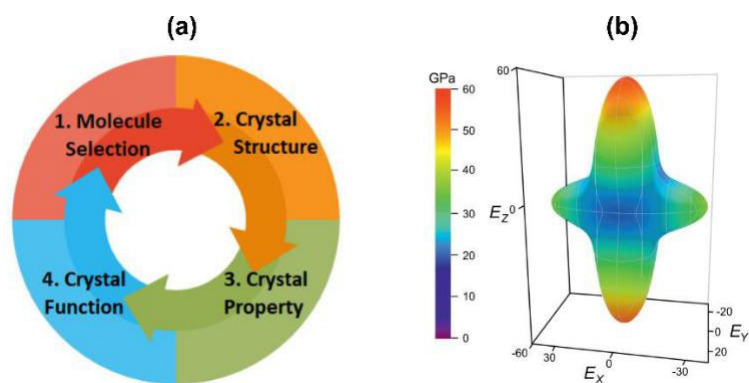 (a)
1. Molecule
Selection
2. Crystal
Structure
3. Crystal
Property
4. Crystal
Function
(b)
GPa
60
50
40
30
20
10
0
60
E_Z 0
-60
30
0
-30
E_X
-20
0
20
E_Y